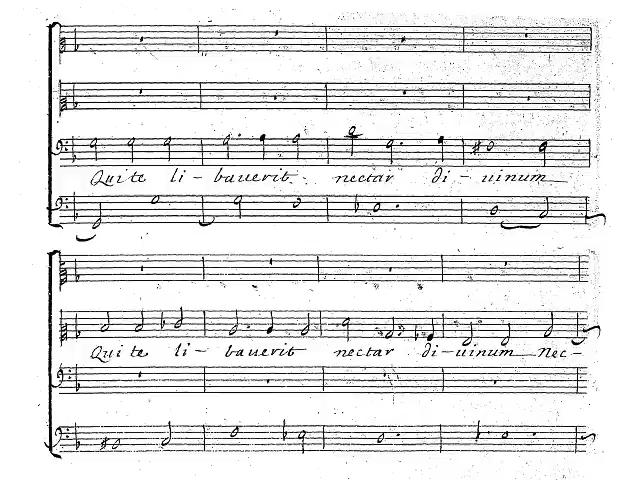 Qui te li- bauerit nectar di-uinum
Qui te li- bauerit nectar di-uinum Nec-